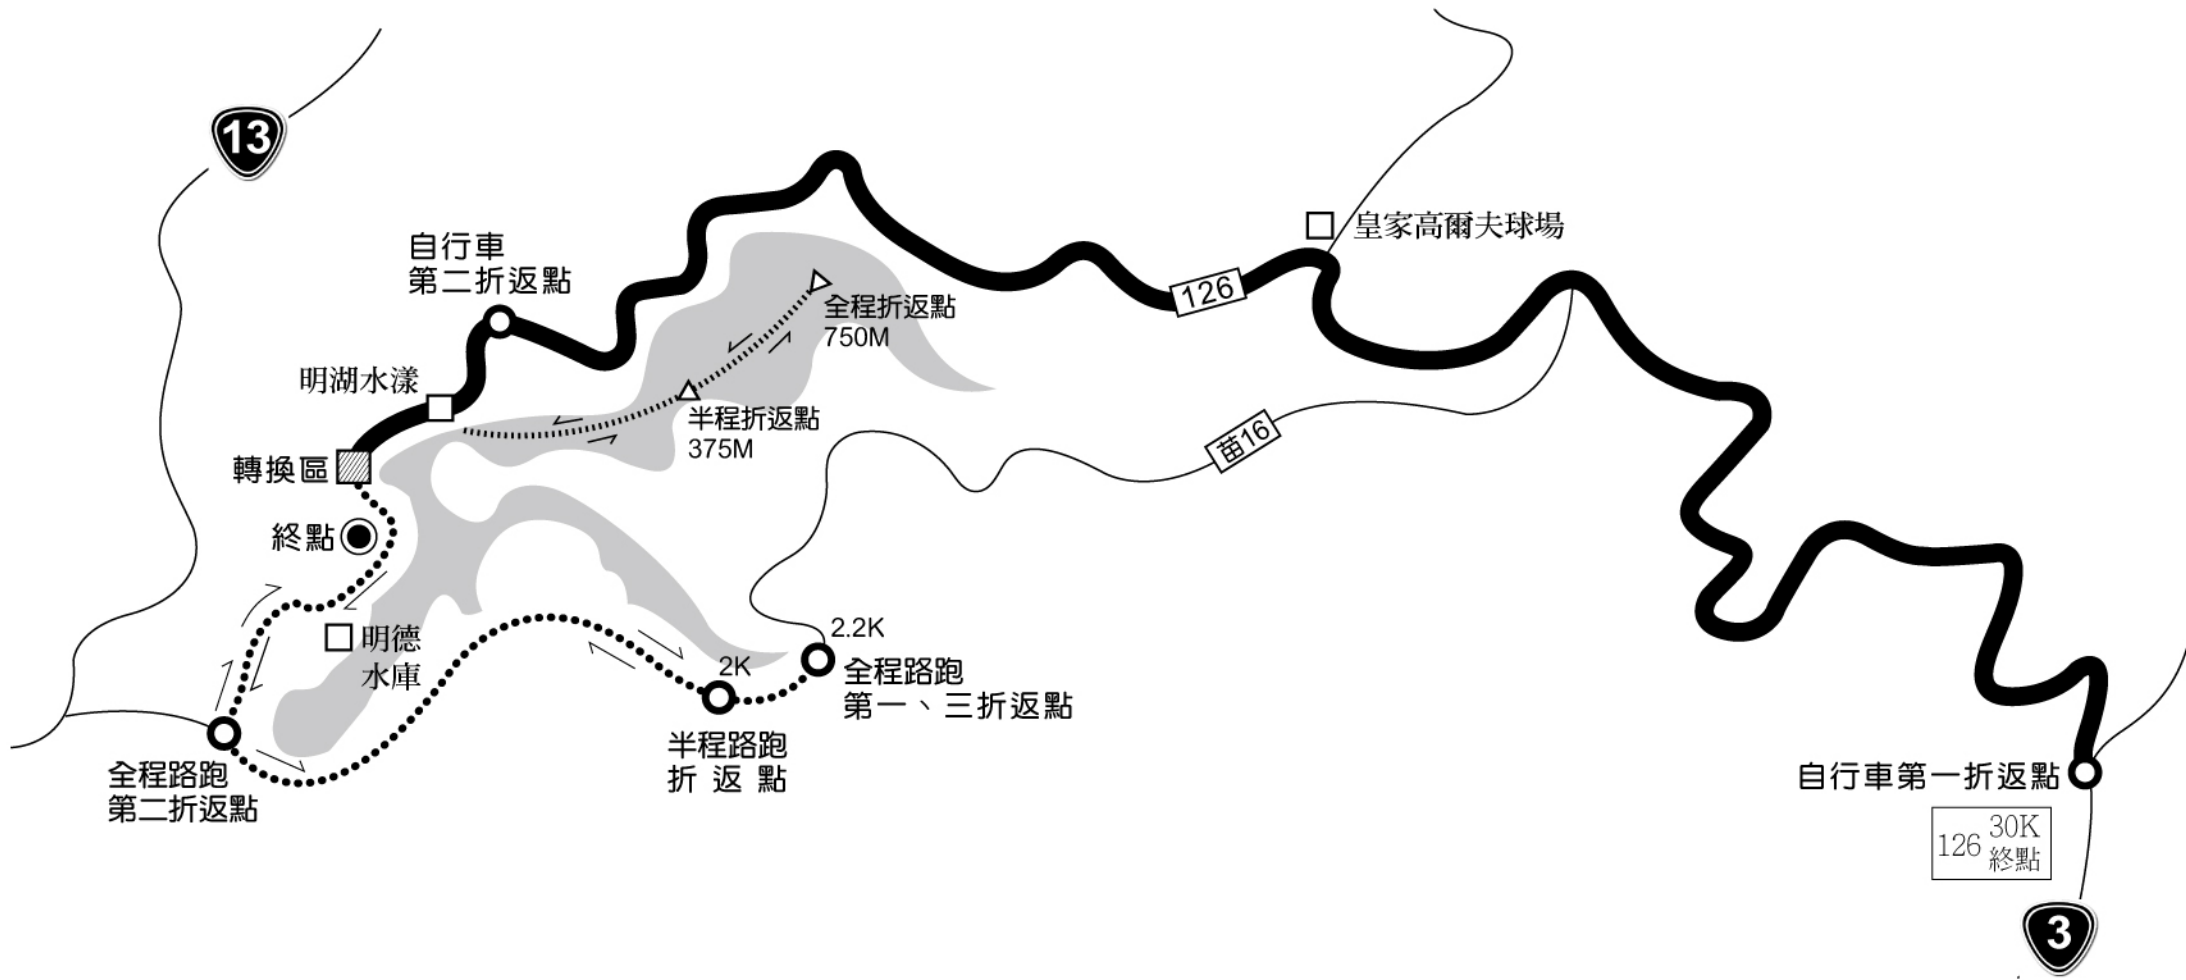 13
自行車
第二折返點
皇家高爾夫球場
126
全程折返點
750M
明湖水漾
半程折返點
375M
苗16
轉換區
終點
明德
水庫
2.2K
2K
全程路跑
第一、三折返點
半程路跑
折返點
全程路跑
第二折返點
自行車第一折返點
126 30K
終點
3